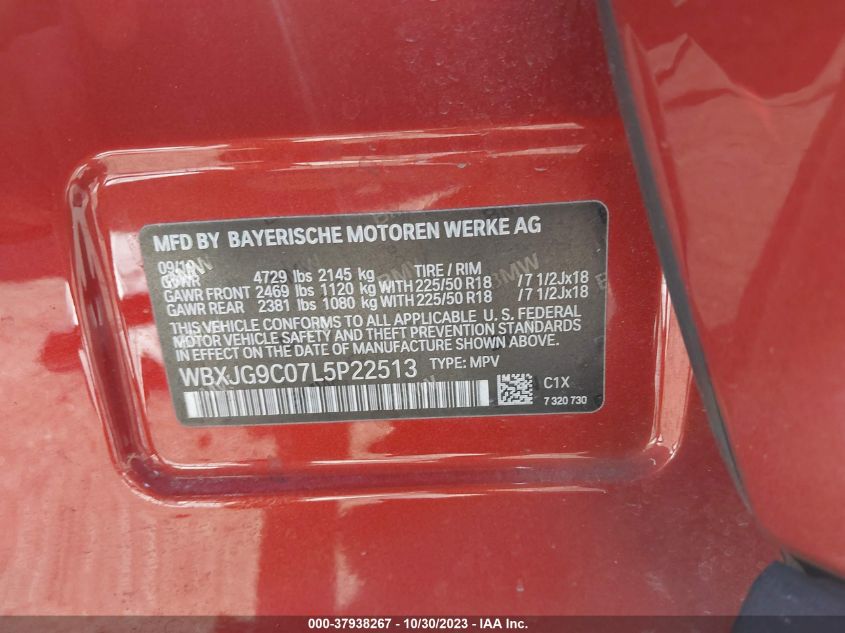 MFD BY BAYERISCHE MOTOREN WERKE AG
09/19
GVWR 4729 lbs 2145 kg TIRE / RIM
GAWR FRONT 2469 lbs 1120 kg WITH 225/50 R18 /7 1/2Jx18
GAWR REAR 2381 lbs 1080 kg WITH 225/50 R18 /7 1/2Jx18
THIS VEHICLE CONFORMS TO ALL APPLICABLE U. S. FEDERAL
MOTOR VEHICLE SAFETY AND THEFT PREVENTION STANDARDS
IN EFFECT ON THE DATE OF MANUFACTURE SHOWN ABOVE.
WBXJG9C07L5P22513 TYPE: MPV
C1X
7 320 730
000-37938267 - 10/30/2023 - IAA Inc.